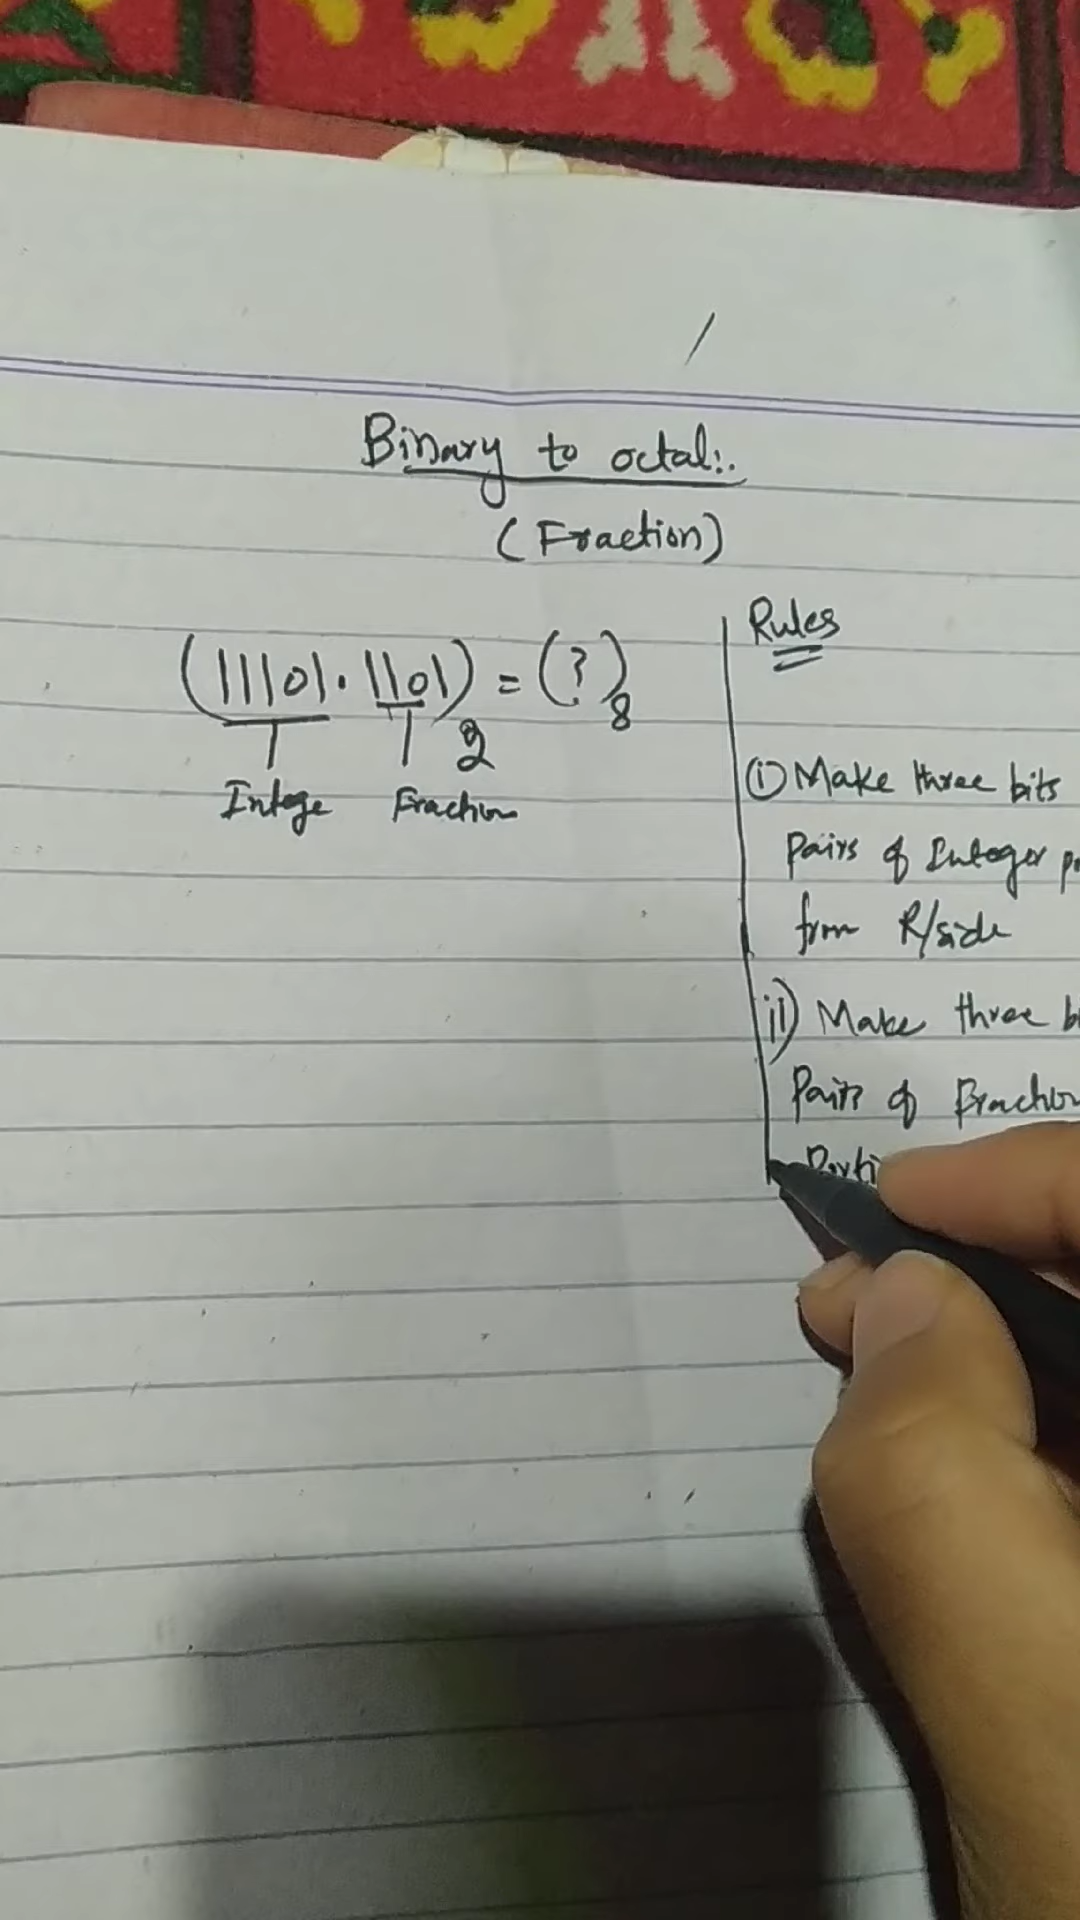 Binary to octal:.
(Fraction)
(11101.1101)2 = (?)8
Intege Fraction
Rules
(i) Make three bits
Pairs of Integer
from R/side
ii) Make three
Pairs of Fraction